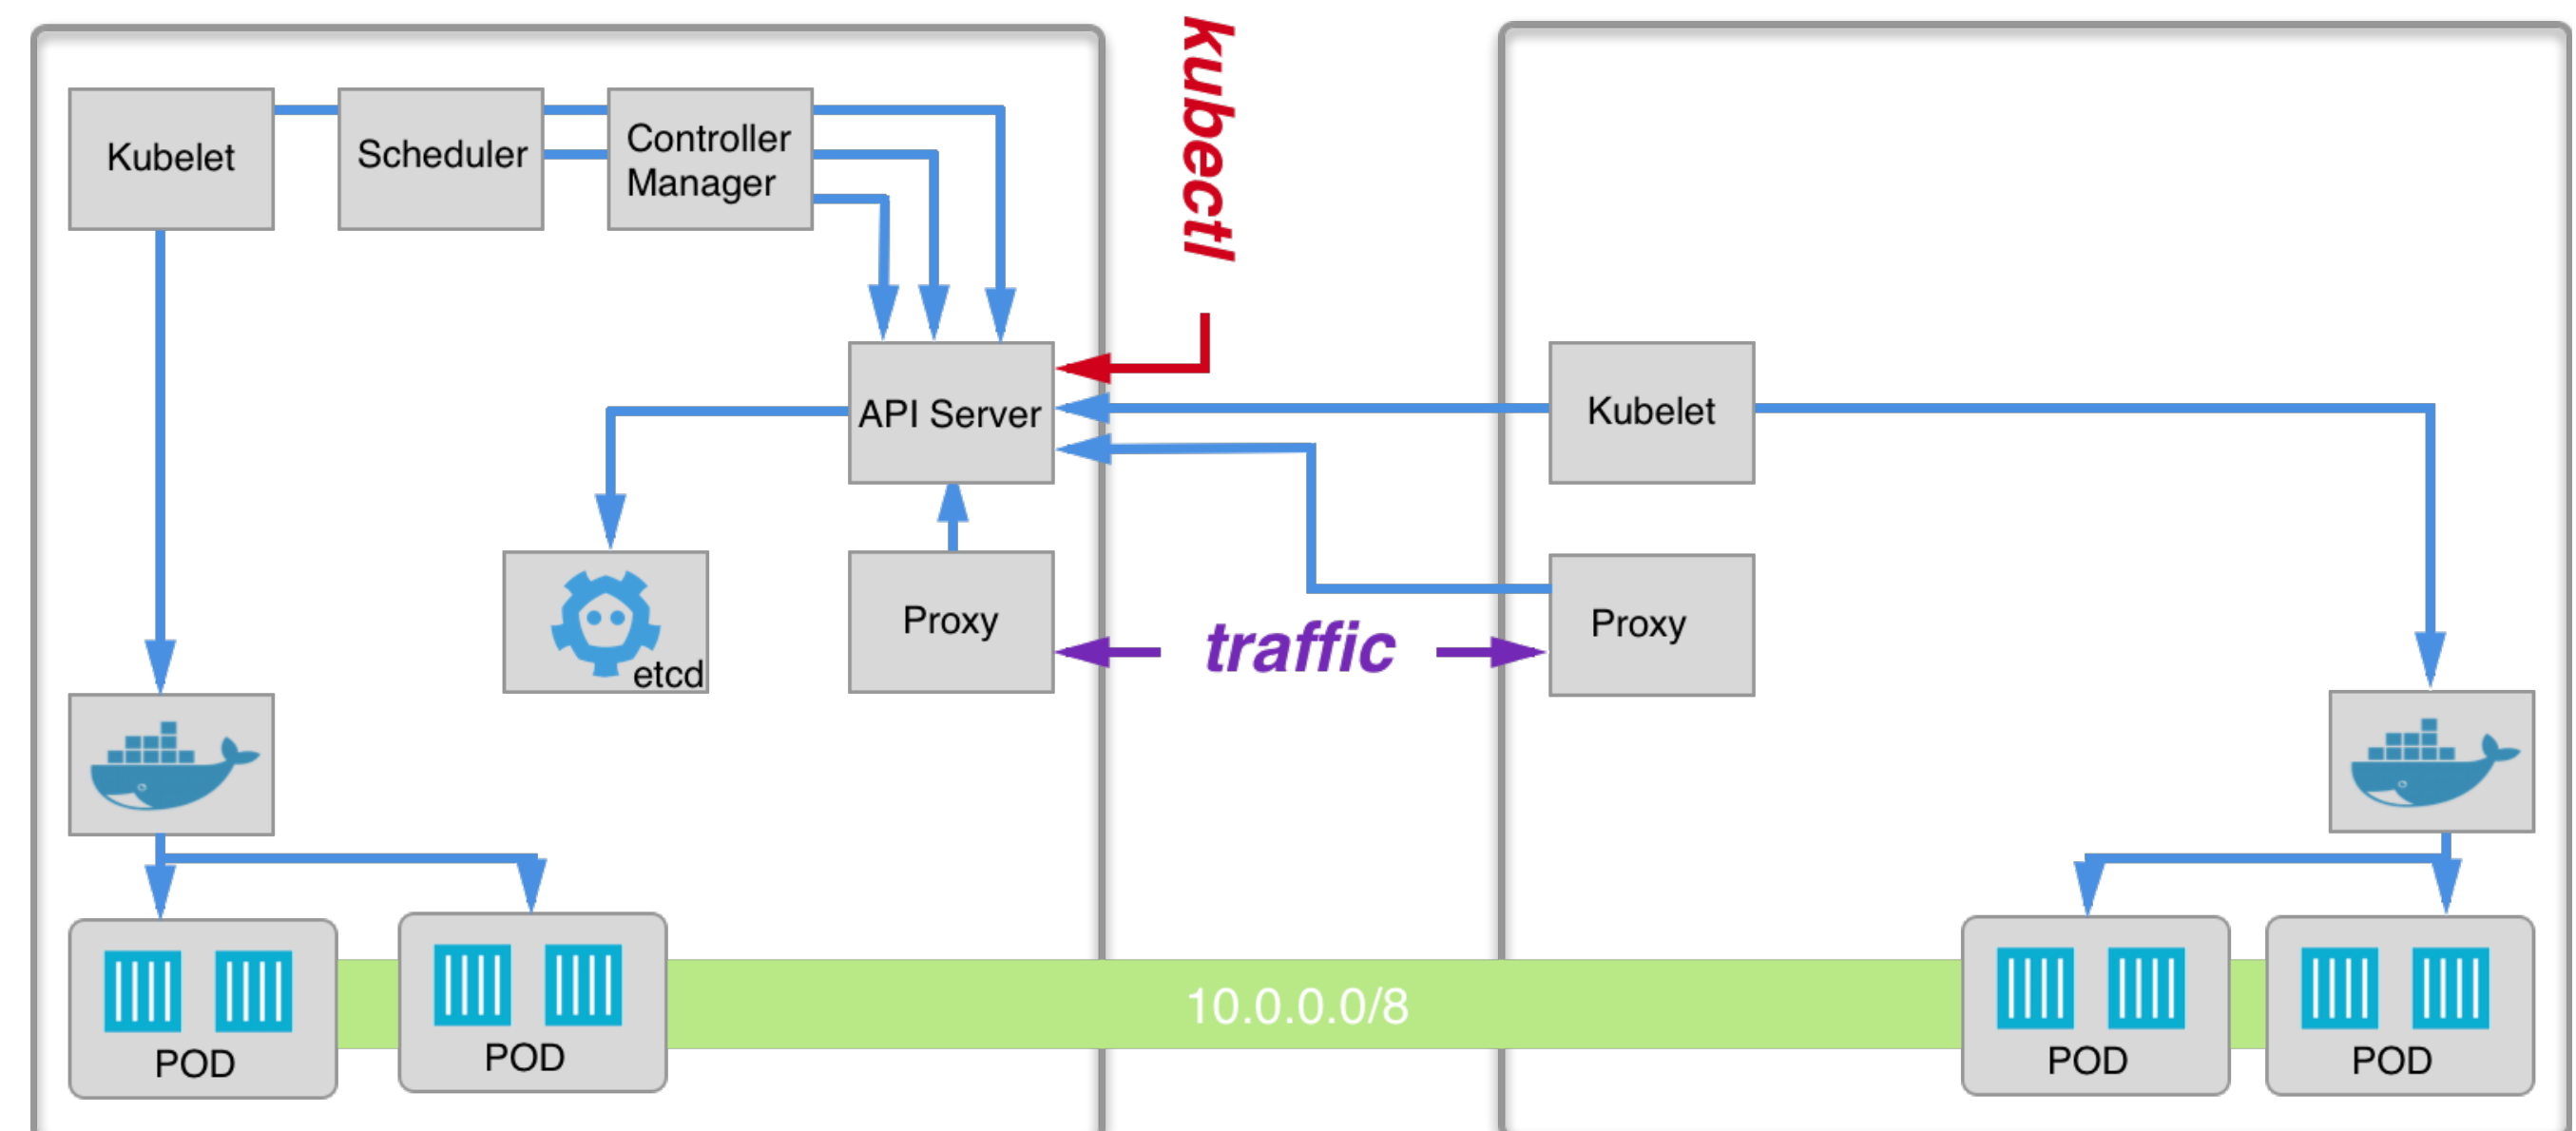 kubectl
Kubelet
Scheduler
Controller
Manager
API Server
Kubelet
etcd
Proxy
traffic
Proxy
10.0.0.0/8
POD
POD
POD
POD